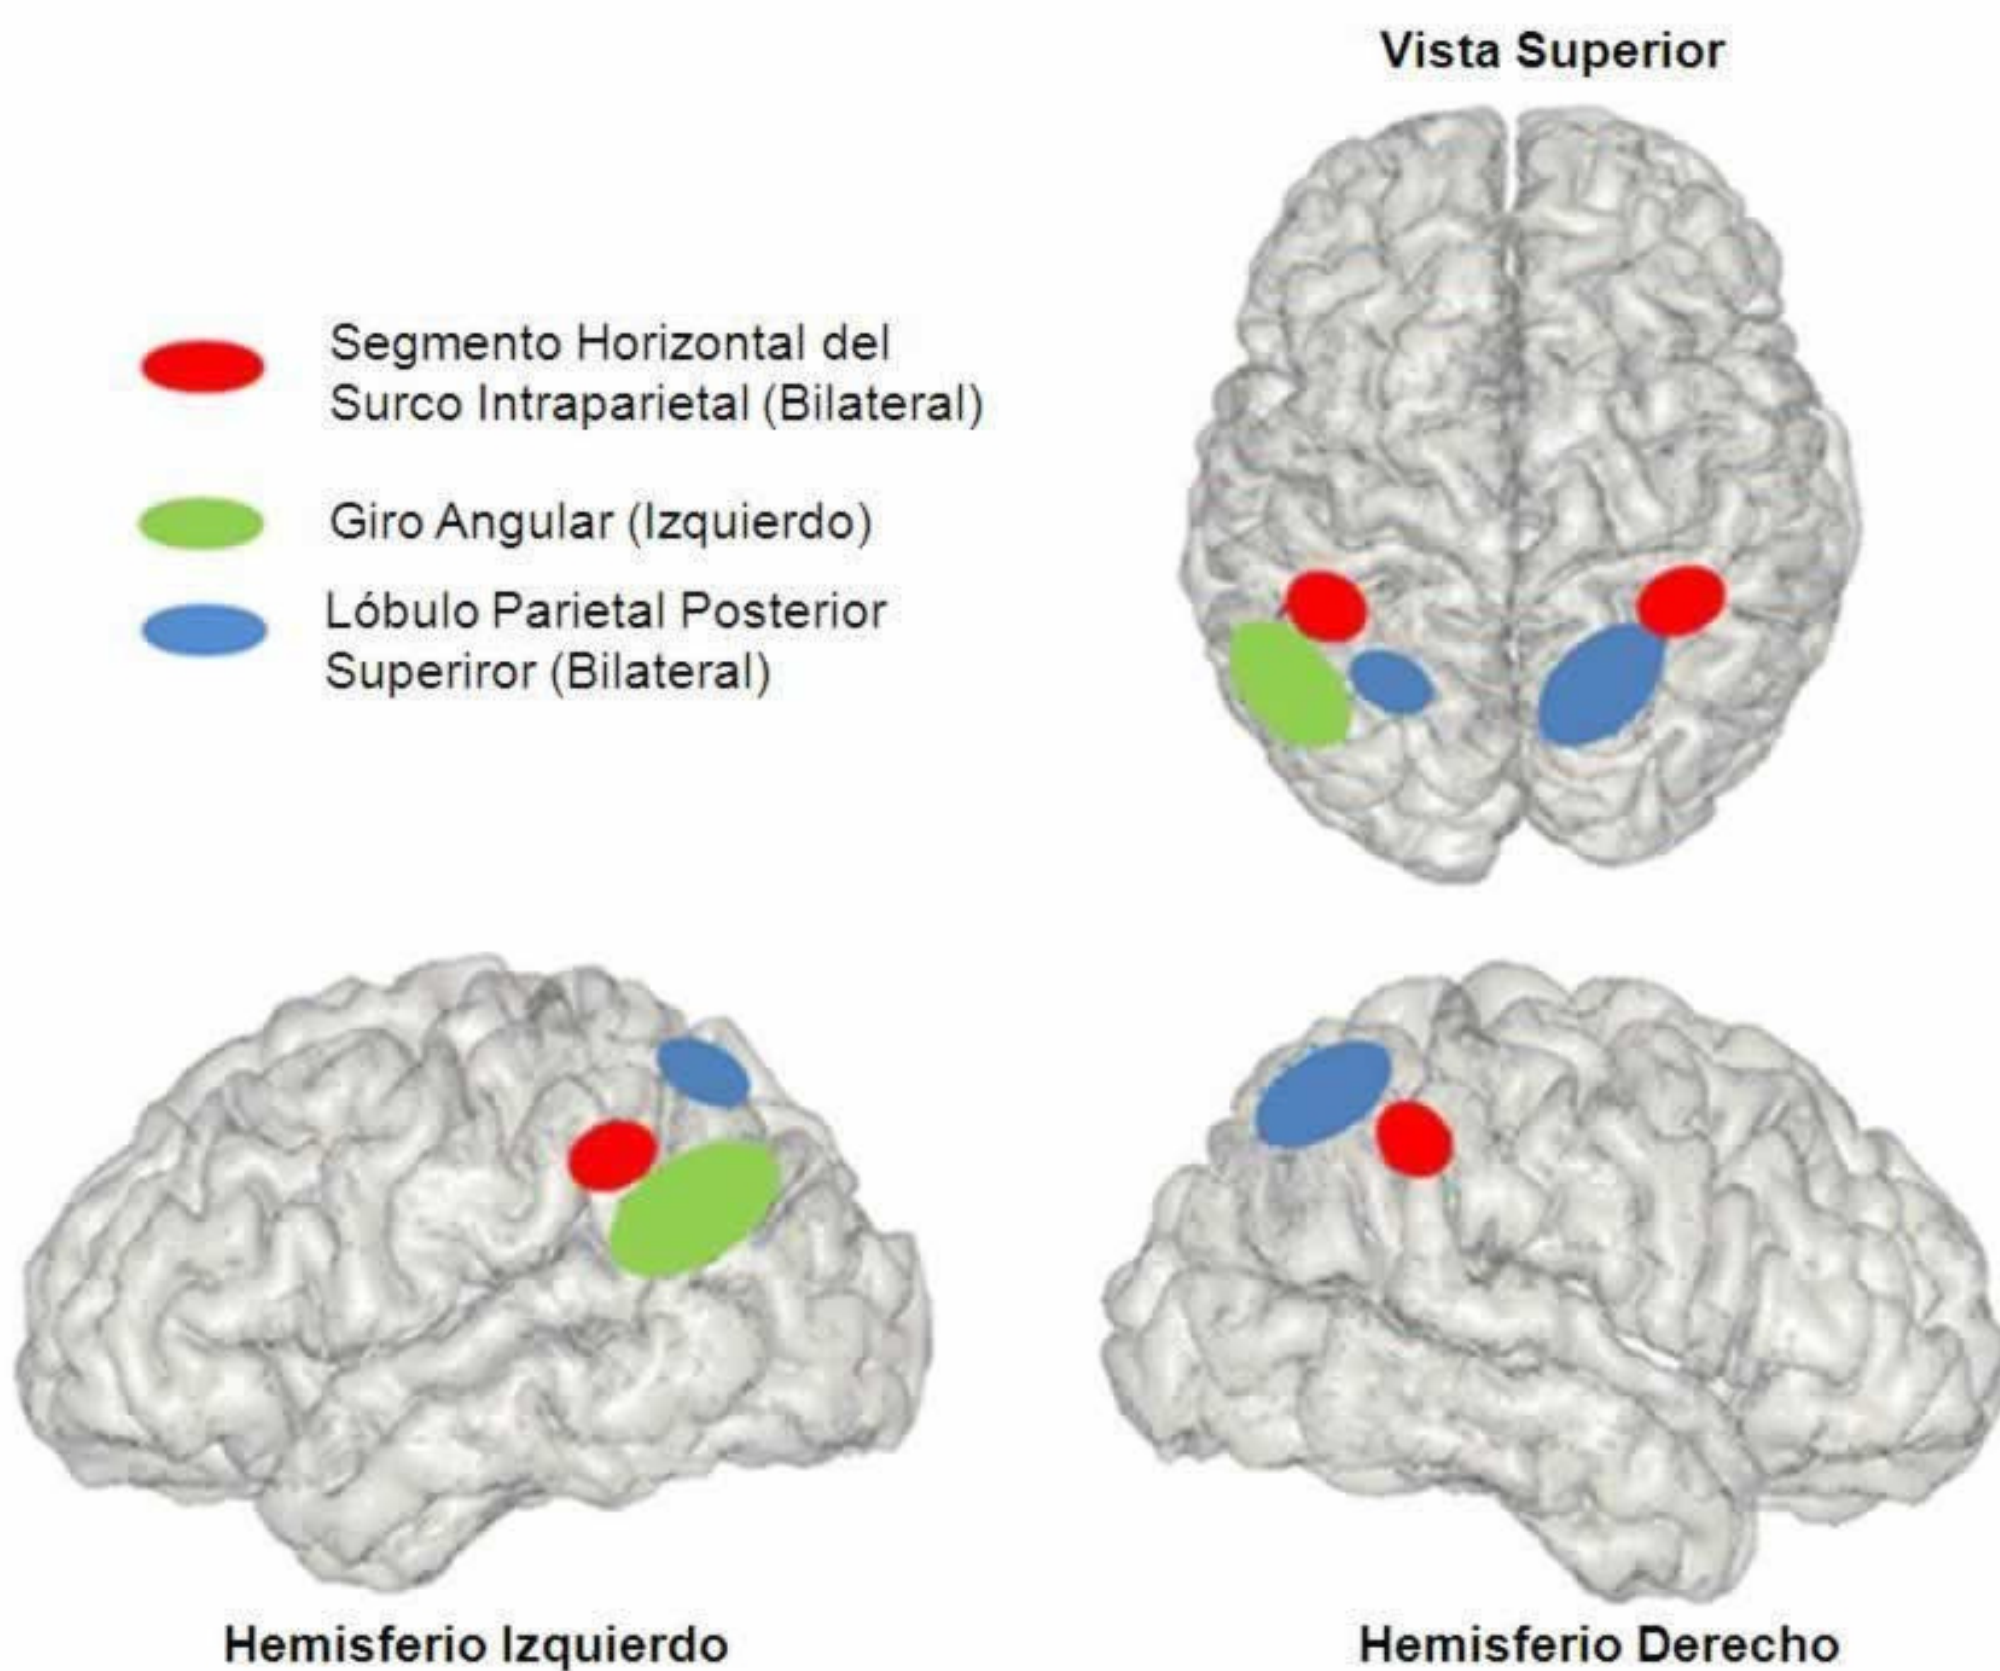 Vista Superior
Segmento Horizontal del
Surco Intraparietal (Bilateral)
Giro Angular (Izquierdo)
Lóbulo Parietal Posterior
Superiror (Bilateral)
Hemisferio Izquierdo
Hemisferio Derecho